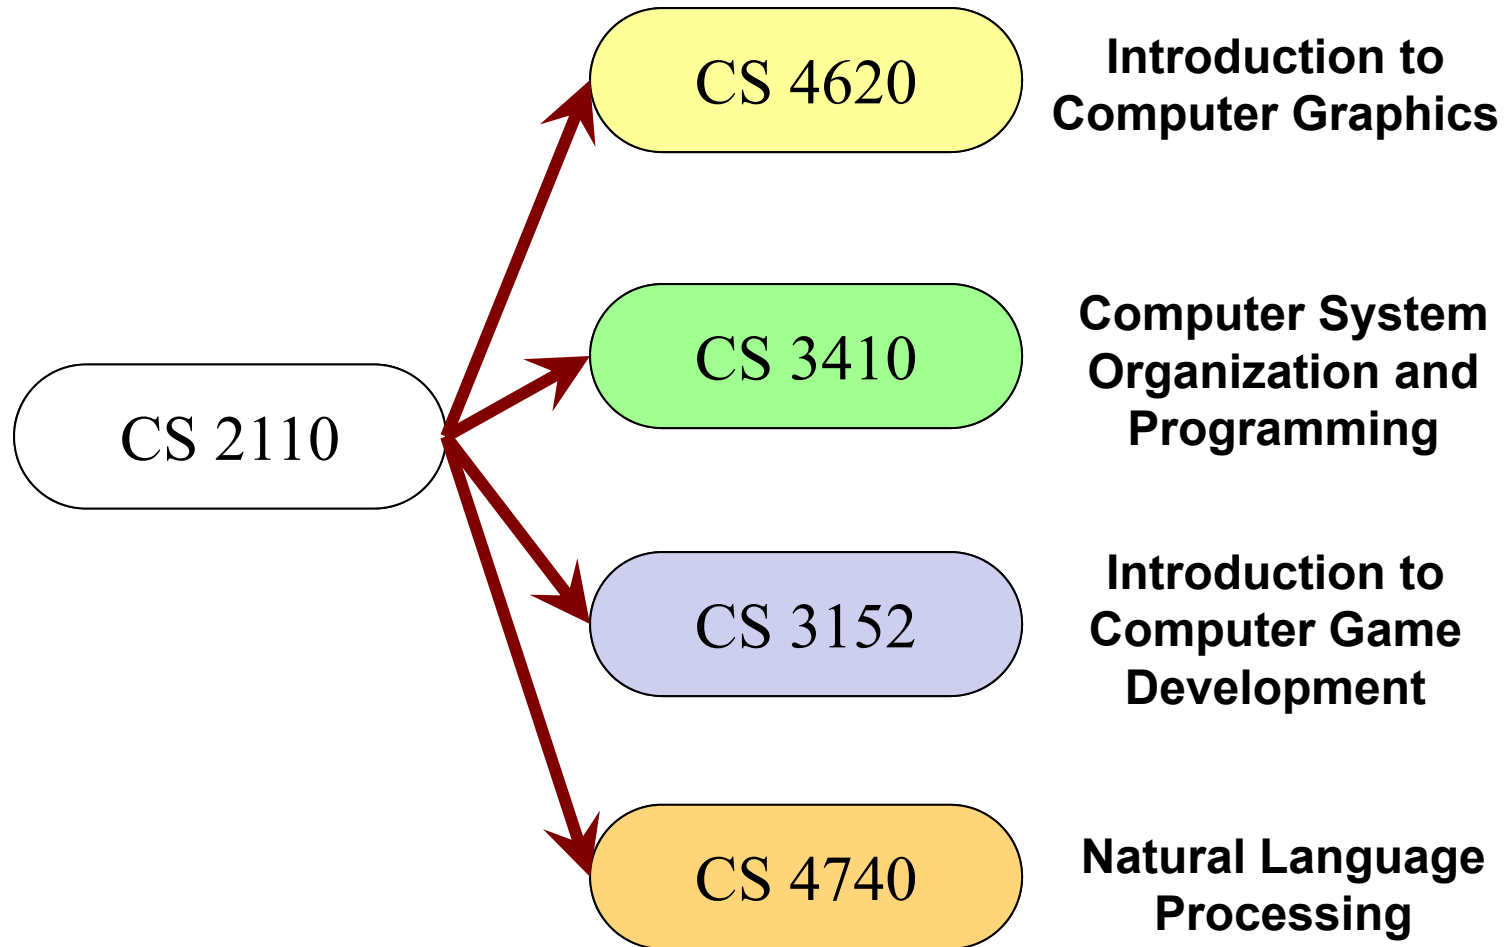 CS 4620
Introduction to
Computer Graphics
CS 3410
Computer System
Organization and
Programming
CS 2110
CS 3152
Introduction to
Computer Game
Development
CS 4740
Natural Language
Processing